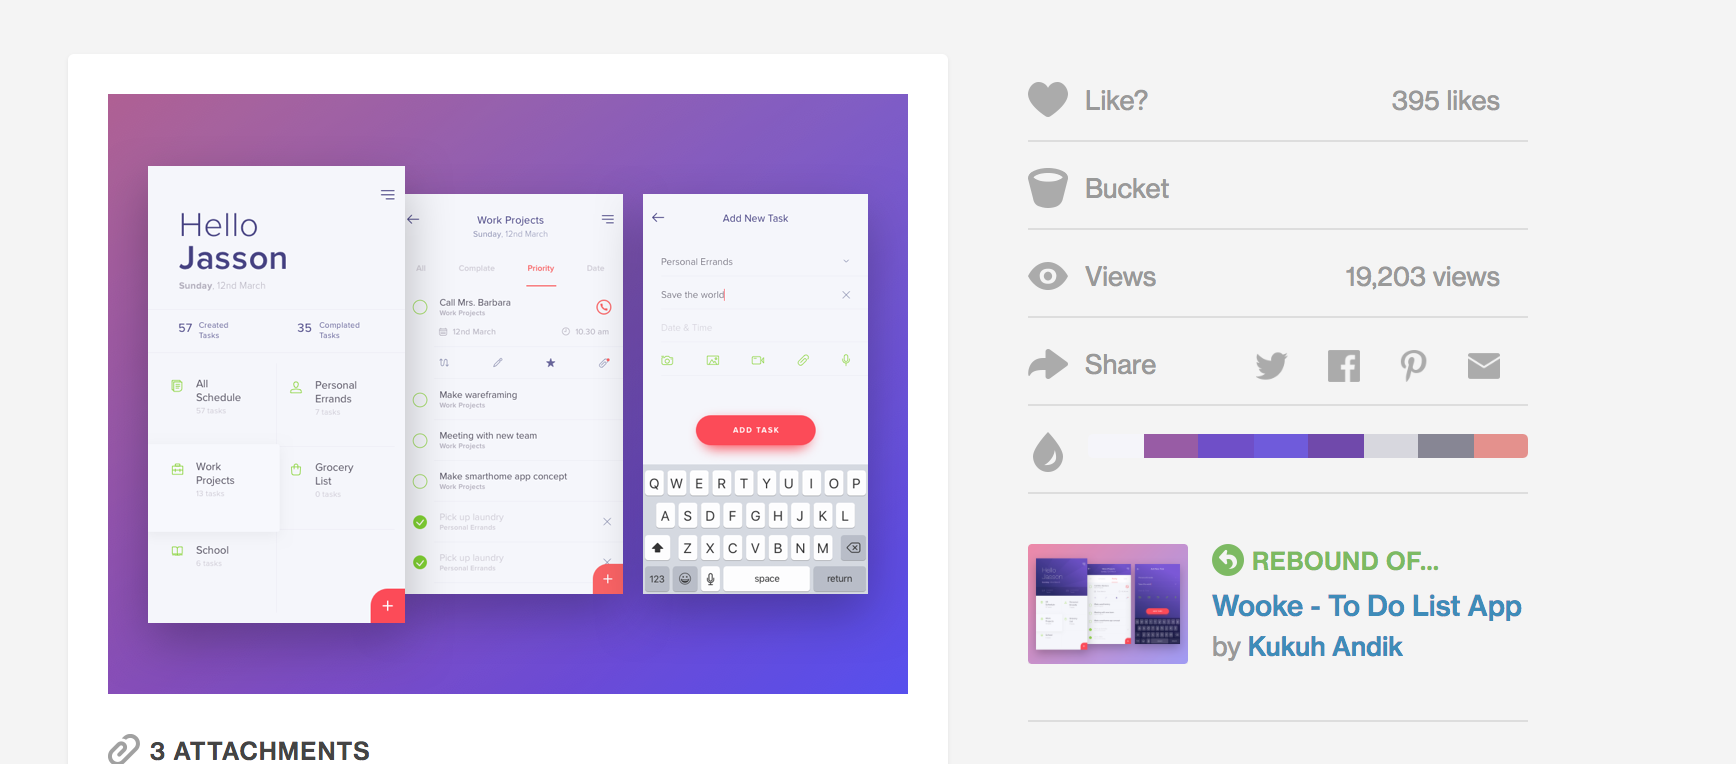 Hello
Jasson
Sunday, 12nd March
57 Created Tasks
35 Complated Tasks
All Schedule
57 tasks
Personal Errands
7 tasks
Work Projects
13 tasks
Grocery List
0 tasks
School
6 tasks
+
Work Projects
Sunday, 12nd March
All Complate Priority Date
Call Mrs. Barbara
Work Projects
12nd March 10.30 am
Make wareframing
Work Projects
Meeting with new team
Work Projects
Make smarthome app concept
Work Projects
Pick up laundry
Personal Errands
Pick up laundry
Personal Errands
+
Add New Task
Personal Errands
Save the world
Date & Time
ADD TASK
Q W E R T Y U I O P
A S D F G H J K L
Z X C V B N M
123 space return
3 ATTACHMENTS
Like? 395 likes
Bucket
Views 19,203 views
Share
Hello
Jasson
REBOUND OF...
Wooke - To Do List App
by Kukuh Andik